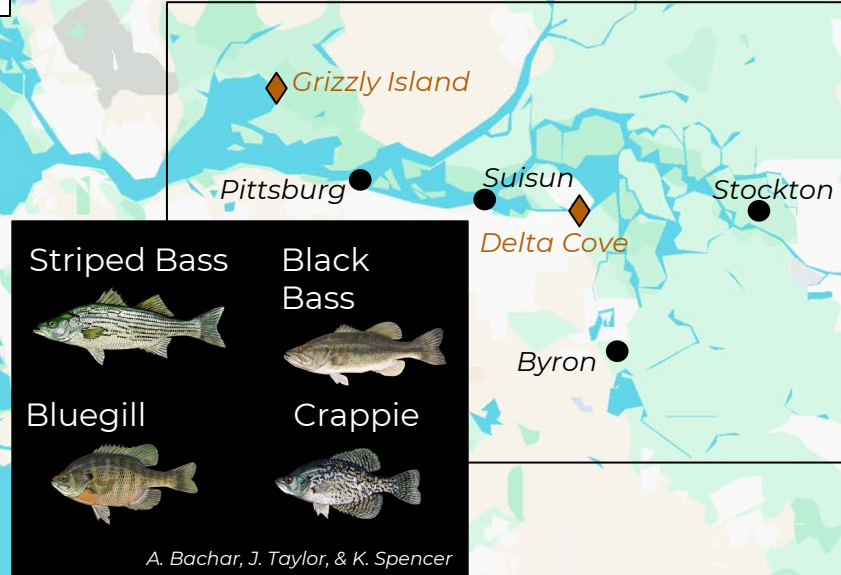 Grizzly Island
Pittsburg
Suisun
Stockton
Delta Cove
Byron
Striped Bass
Black
Bass
Bluegill
Crappie
A. Bachar, J. Taylor, & K. Spencer